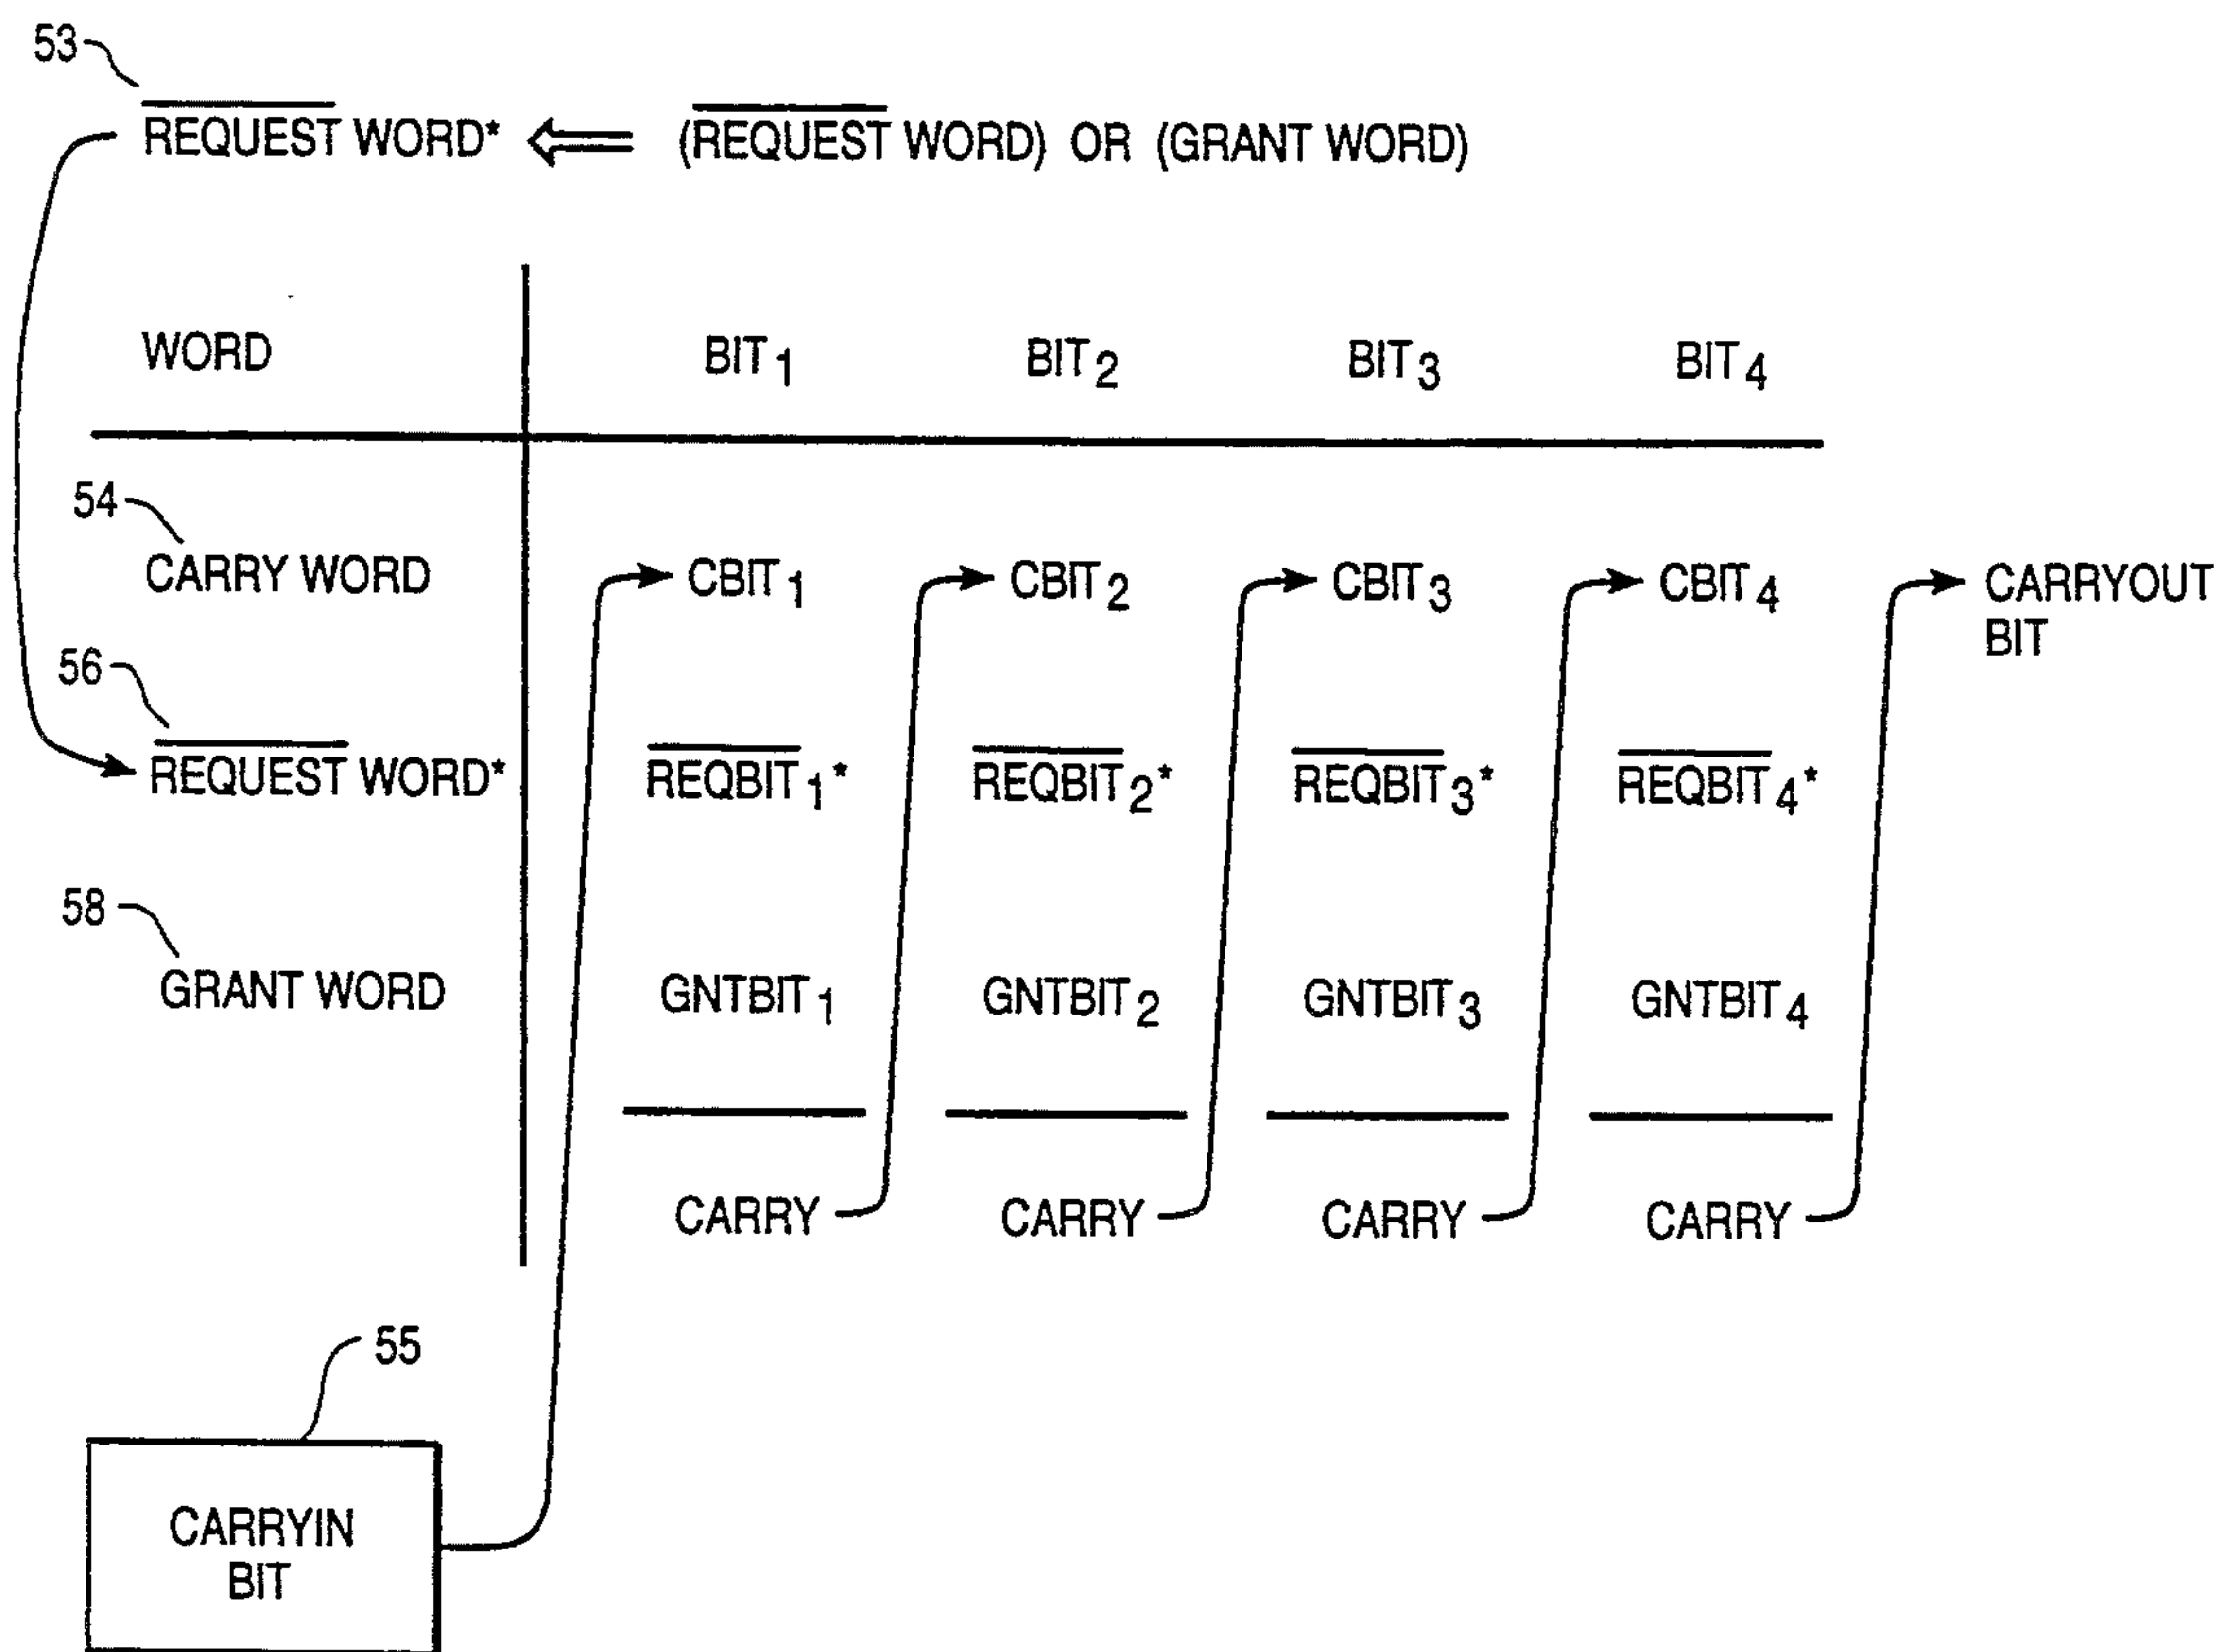 53
REQUEST WORD* ⇐ (REQUEST WORD) OR (GRANT WORD)
WORD BIT1 BIT2 BIT3 BIT4
54
CARRY WORD CBIT1 CBIT2 CBIT3 CBIT4 CARRYOUT
BIT
56
REQUEST WORD* REQBIT1* REQBIT2* REQBIT3* REQBIT4*
58
GRANT WORD GNTBIT1 GNTBIT2 GNTBIT3 GNTBIT4
CARRY CARRY CARRY CARRY
55
CARRYIN
BIT